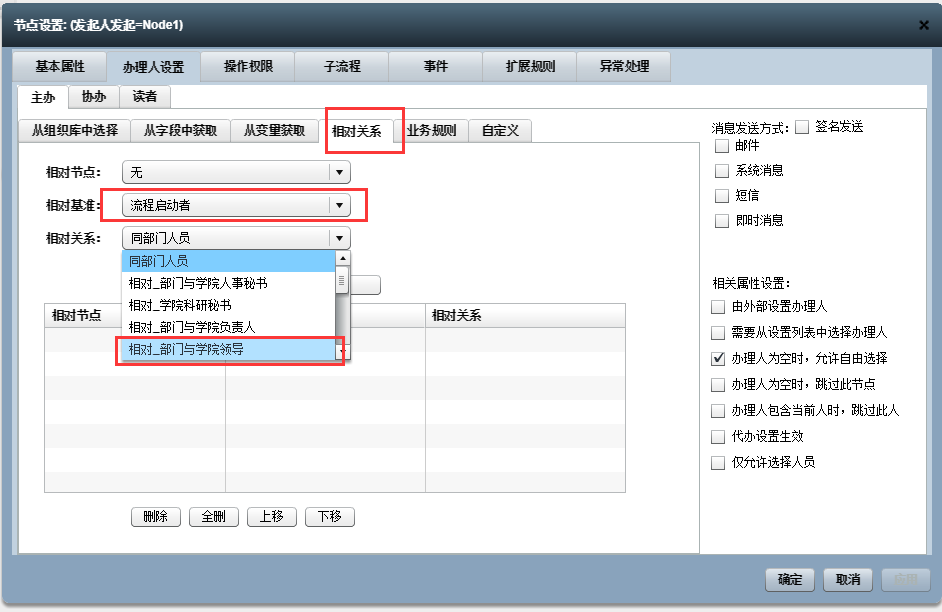 节点设置: (发起人发起=Node1)
基本属性 办理人设置 操作权限 子流程 事件 扩展规则 异常处理
主办 协办 读者
从组织库中选择 从字段中获取 从变量获取 相对关系 业务规则 自定义
相对节点: 无
相对基准: 流程启动者
相对关系: 同部门人员
同部门人员
相对_部门与学院人事秘书
相对_学院科研秘书
相对_部门与学院负责人
相对_部门与学院领导
相对节点 相对关系
删除 全删 上移 下移
消息发送方式: 签名发送
邮件
系统消息
短信
即时消息
相关属性设置:
由外部设置办理人
需要从设置列表中选择办理人
办理人为空时，允许自由选择
办理人为空时，跳过此节点
办理人包含当前人时，跳过此人
代办设置生效
仅允许选择人员
确定 取消 应用